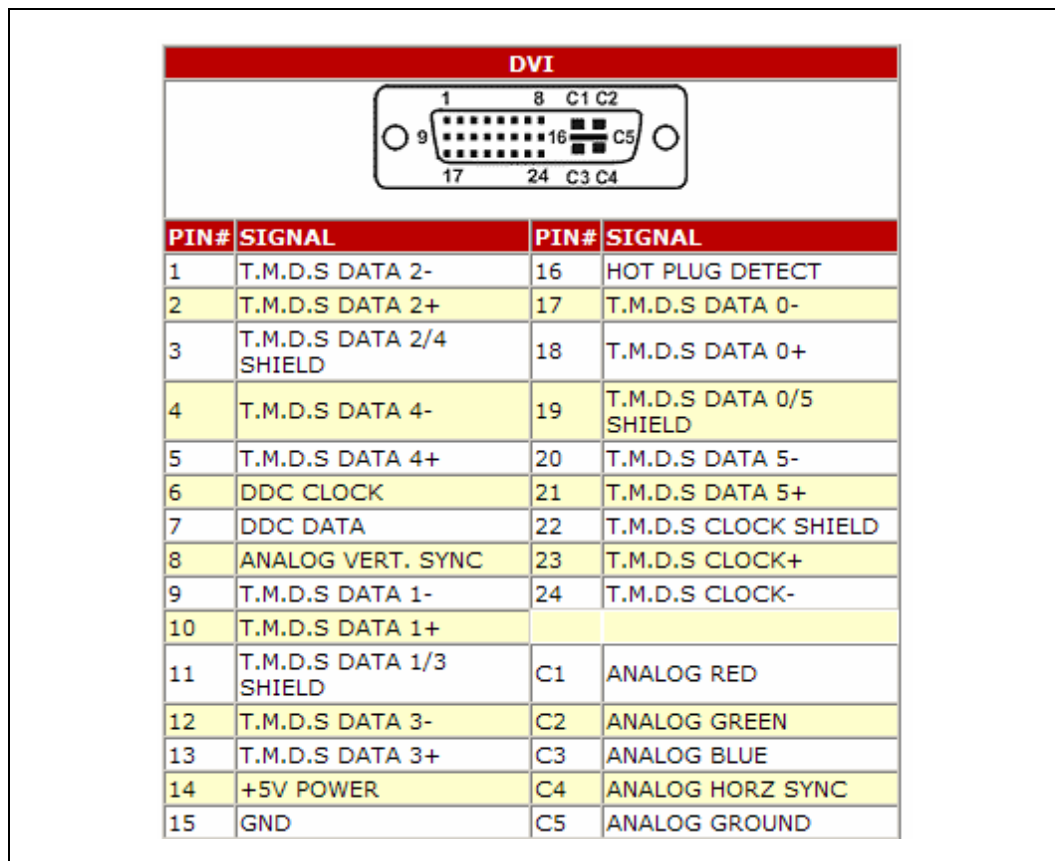 DVI
1 8 C1 C2
9 16 C5
17 24 C3 C4
PIN# SIGNAL PIN# SIGNAL
1 T.M.D.S DATA 2- 16 HOT PLUG DETECT
2 T.M.D.S DATA 2+ 17 T.M.D.S DATA 0-
3 T.M.D.S DATA 2/4
SHIELD 18 T.M.D.S DATA 0+
4 T.M.D.S DATA 4- 19 T.M.D.S DATA 0/5
SHIELD
5 T.M.D.S DATA 4+ 20 T.M.D.S DATA 5-
6 DDC CLOCK 21 T.M.D.S DATA 5+
7 DDC DATA 22 T.M.D.S CLOCK SHIELD
8 ANALOG VERT. SYNC 23 T.M.D.S CLOCK+
9 T.M.D.S DATA 1- 24 T.M.D.S CLOCK-
10 T.M.D.S DATA 1+
11 T.M.D.S DATA 1/3
SHIELD C1 ANALOG RED
12 T.M.D.S DATA 3- C2 ANALOG GREEN
13 T.M.D.S DATA 3+ C3 ANALOG BLUE
14 +5V POWER C4 ANALOG HORZ SYNC
15 GND C5 ANALOG GROUND